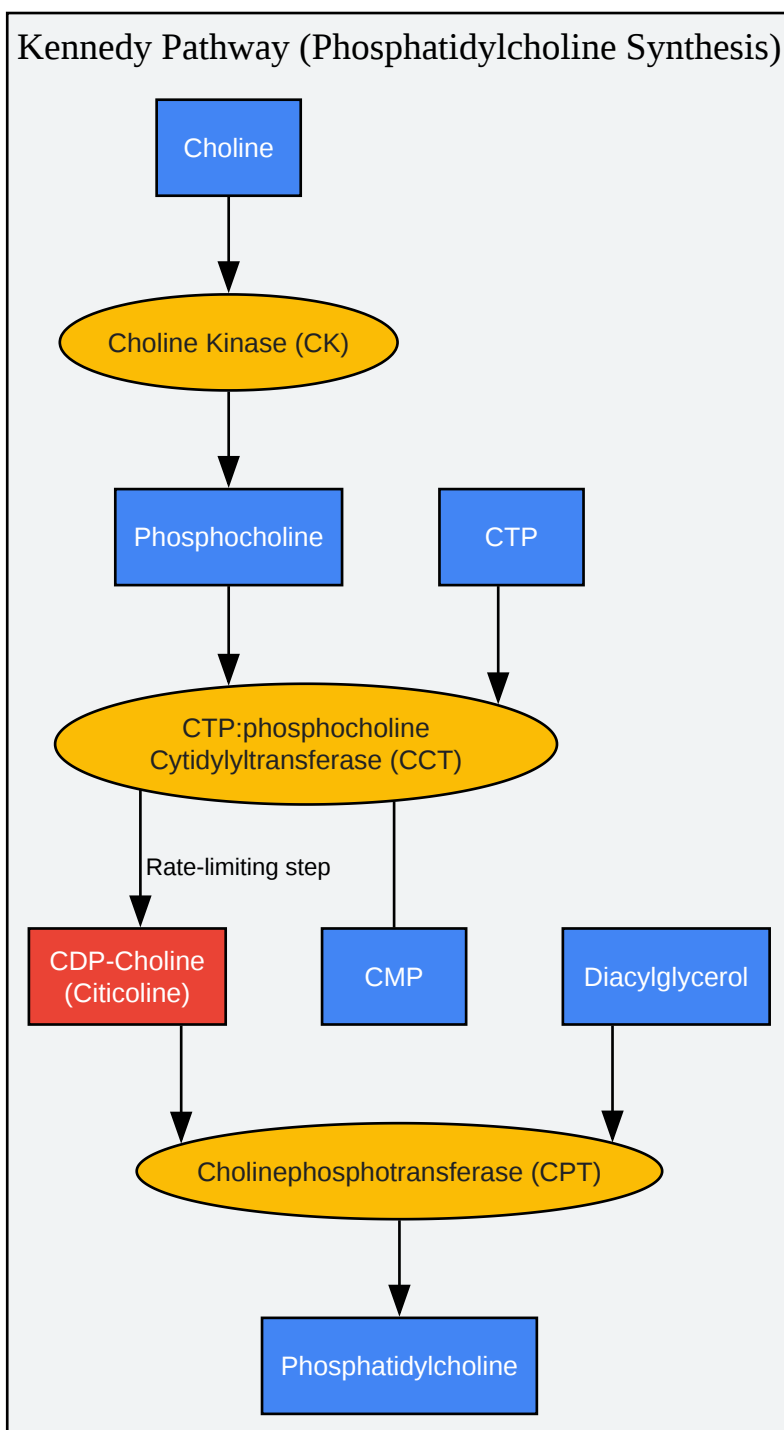 Kennedy Pathway (Phosphatidylcholine Synthesis)
Choline
Choline Kinase (CK)
Phosphocholine
CTP
CTP:phosphocholine
Cytidylyltransferase (CCT)
Rate-limiting step
CDP-Choline
(Citicoline)
CMP
Diacylglycerol
Cholinephosphotransferase (CPT)
Phosphatidylcholine